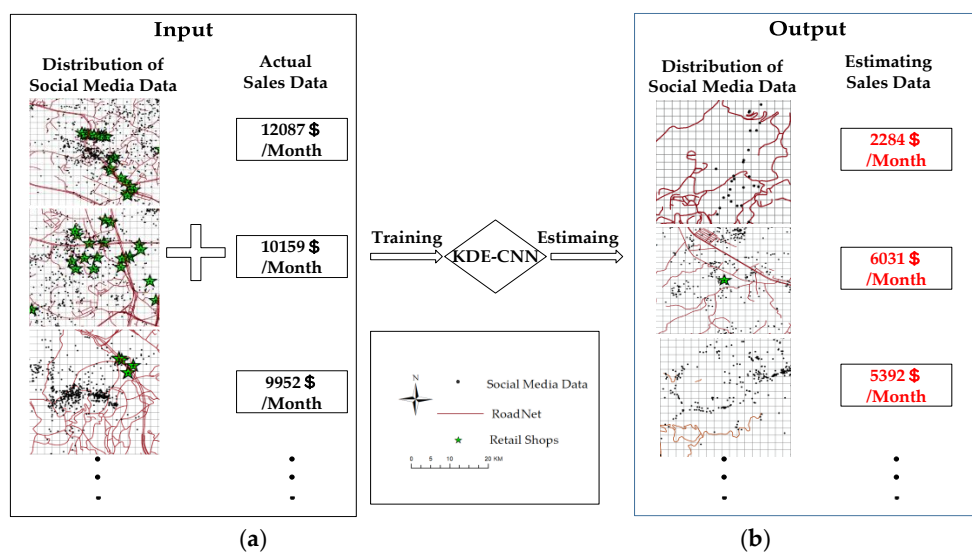 Input
Distribution of
Social Media Data
Actual
Sales Data
12087 $
/Month
10159 $
/Month
9952 $
/Month
Training
KDE-CNN
Estimaing
N
Social Media Data
RoadNet
Retail Shops
0 5 10 20 KM
Output
Distribution of
Social Media Data
Estimating
Sales Data
2284 $
/Month
6031 $
/Month
5392 $
/Month
(a)
(b)